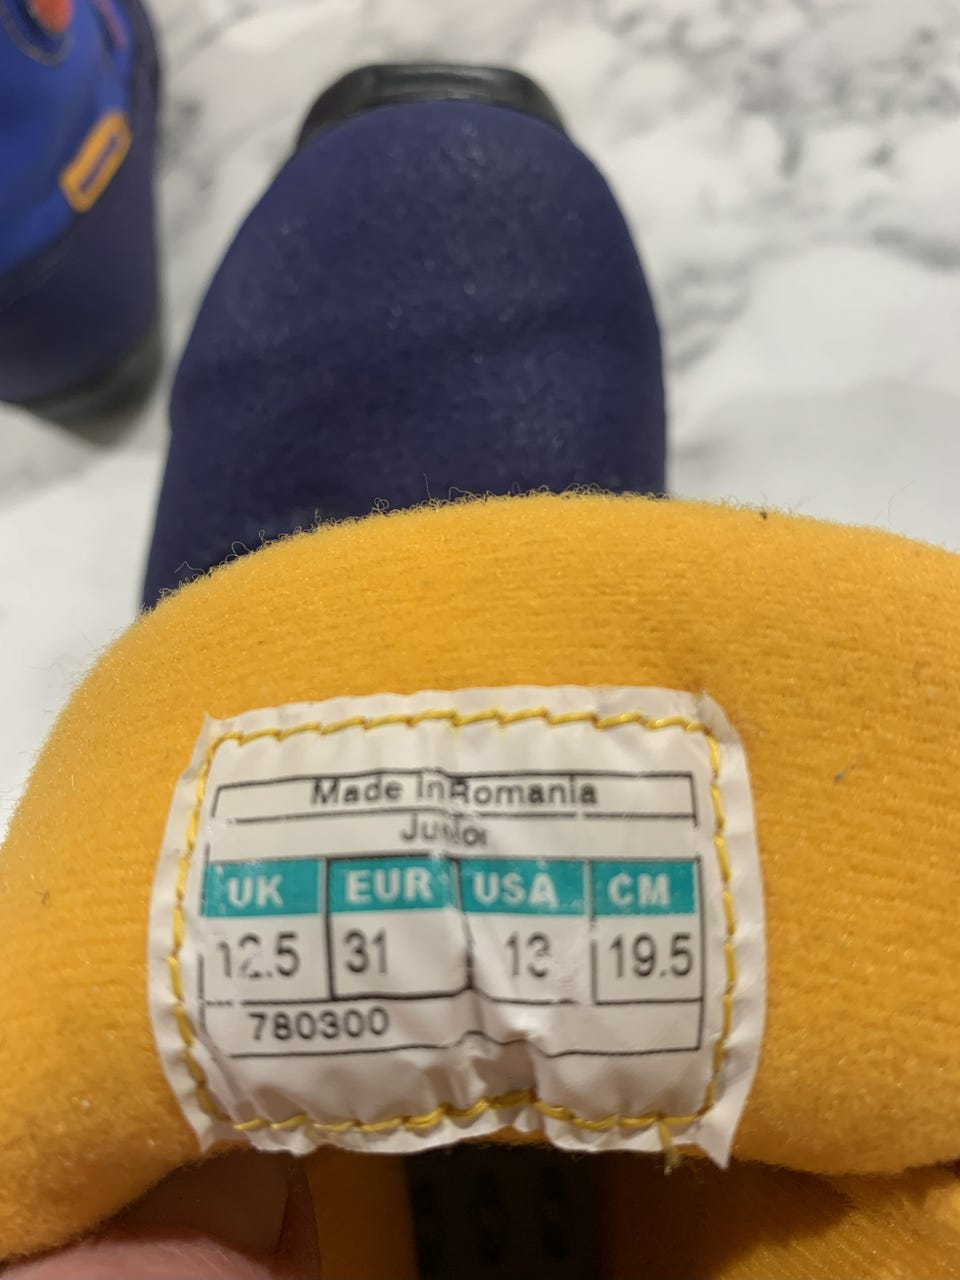 Made In Romania
Junior
UK EUR USA CM
12.5 31 13 19.5
780300